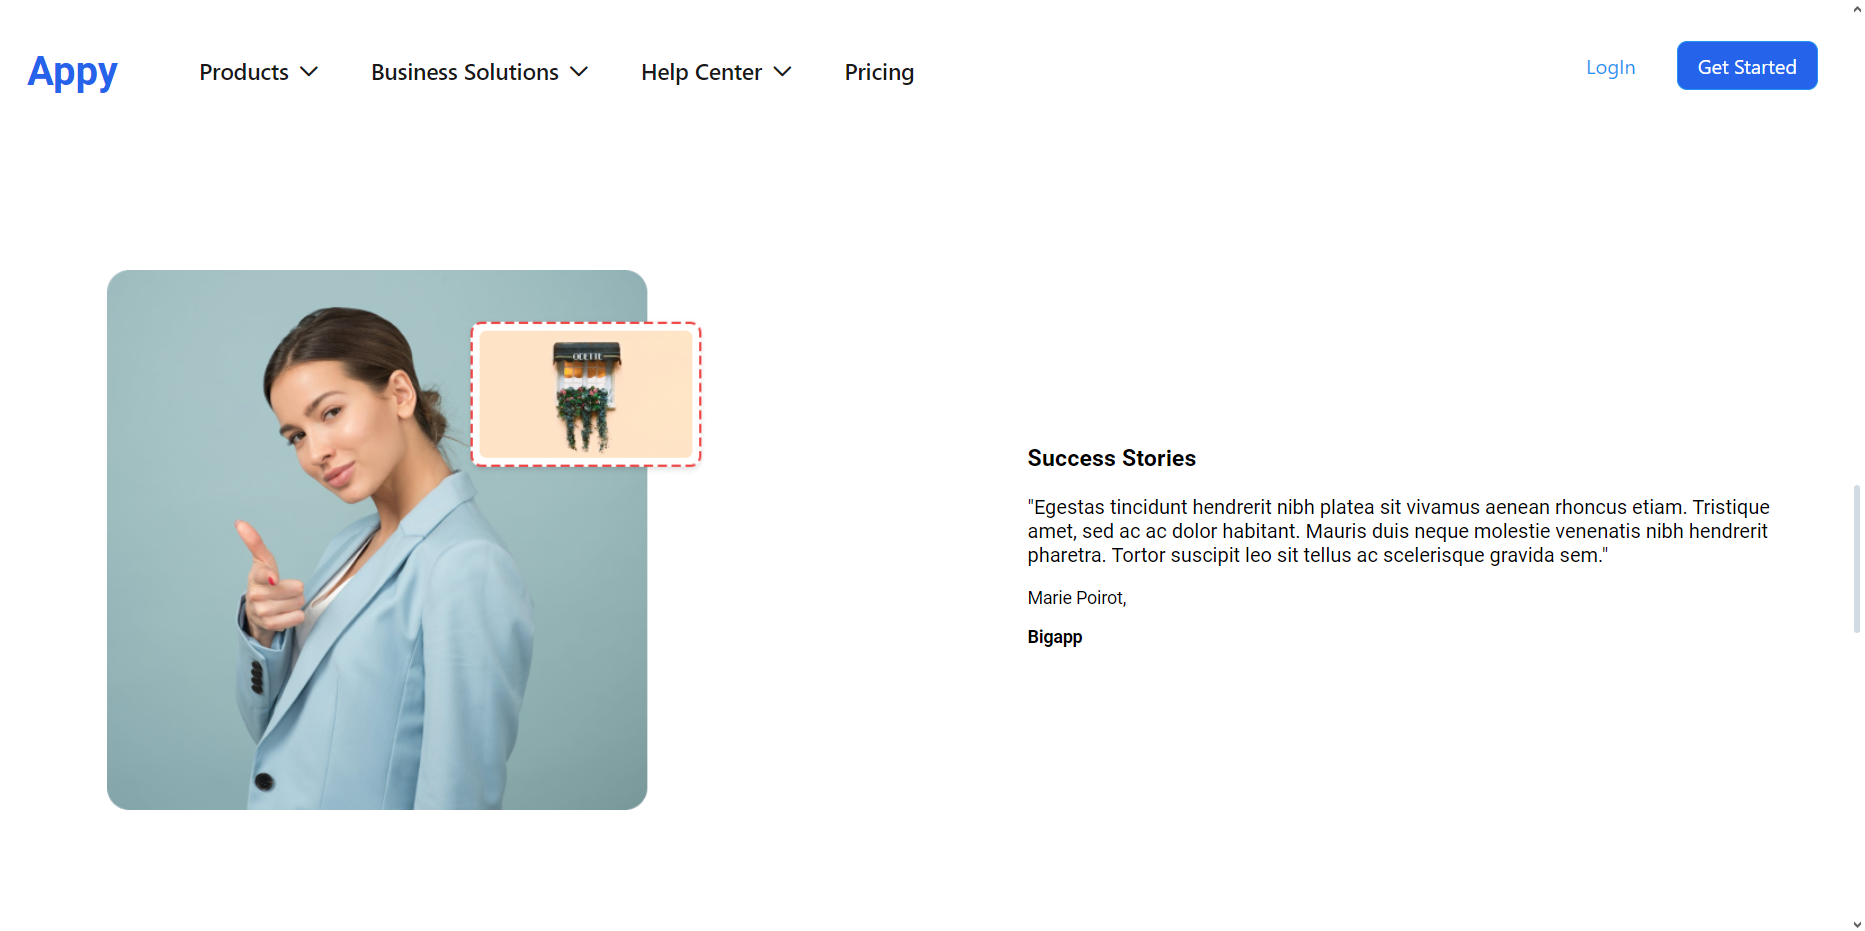 Appy
Products
Business Solutions
Help Center
Pricing
LogIn
Get Started
ODETTE
Success Stories
"Egestas tincidunt hendrerit nibh platea sit vivamus aenean rhoncus etiam. Tristique
amet, sed ac ac dolor habitant. Mauris duis neque molestie venenatis nibh hendrerit
pharetra. Tortor suscipit leo sit tellus ac scelerisque gravida sem."
Marie Poirot,
Bigapp